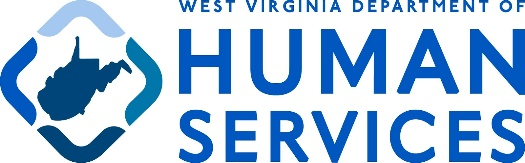 WEST VIRGINIA DEPARTMENT OF
HUMAN
SERVICES